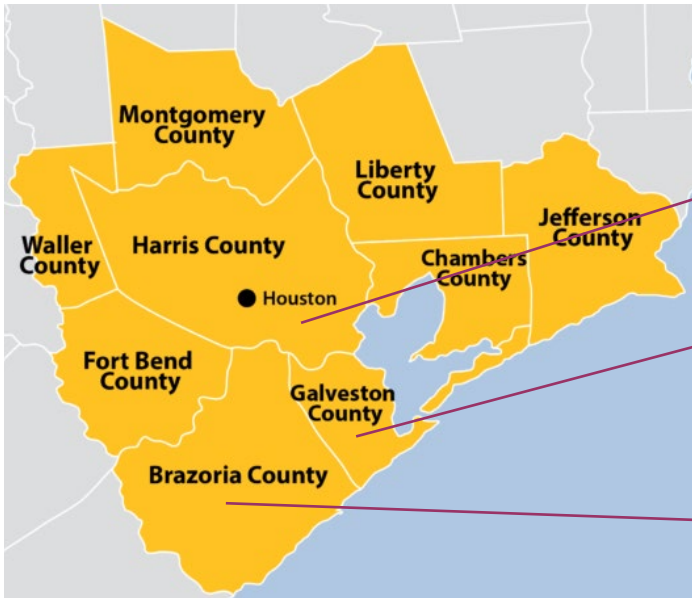 Montgomery
County
Liberty
County
Jefferson
County
Waller
County
Harris County
Chambers
County
Houston
Fort Bend
County
Galveston
County
Brazoria County